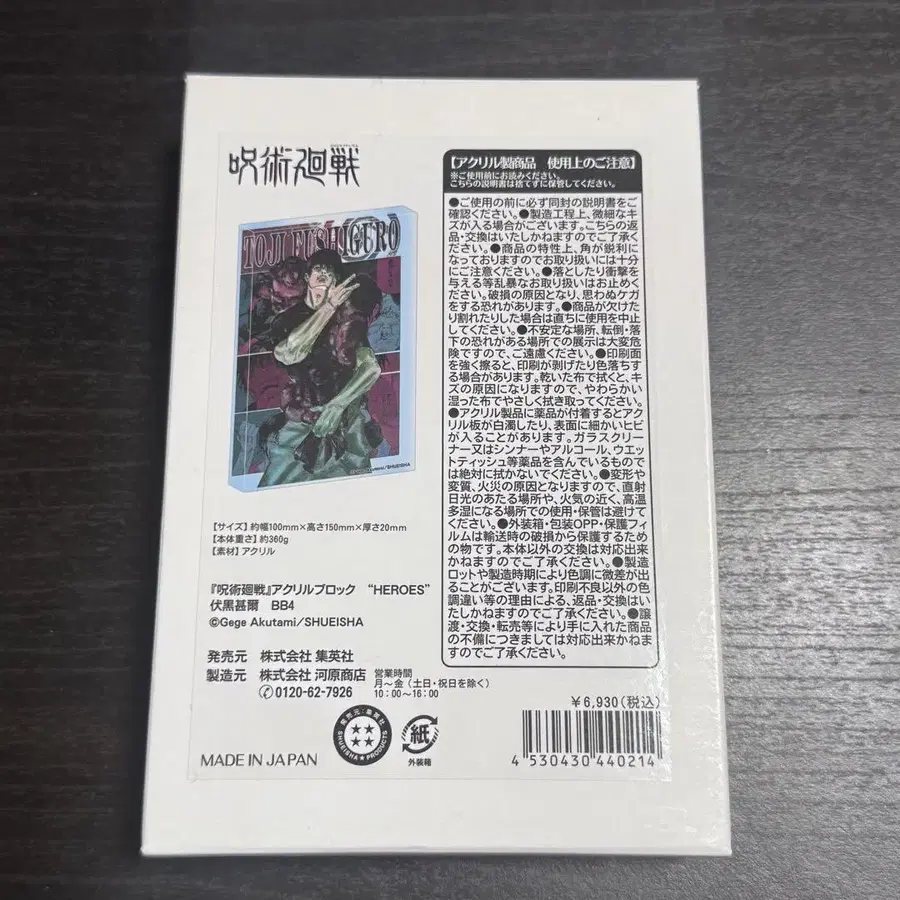 呪術廻戦
TOJI FUSHIGURO
©Gege Akutami/SHUEISHA
【サイズ】約幅100mm×高さ150mm×厚さ20mm
【本体重さ】約360g
【素材】アクリル
『呪術廻戦』アクリルブロック “HEROES”
伏黒甚爾 BB4
©Gege Akutami/SHUEISHA
発売元 株式会社 集英社
製造元 株式会社 河原商店
0120-62-7926
営業時間
月～金（土日・祝日を除く）
10:00～16:00
MADE IN JAPAN
発売元:集英社
SHUEISHA★PRODUCTS
紙
外装箱
【アクリル製商品 使用上のご注意】
※ご使用前にお読みください。
こちらの説明書は捨てずに保管してください。
●ご使用の前に必ず同封の説明書をご
確認ください。●製造工程上、微細なキ
ズが入る場合がございます。こちらの返
品・交換はいたしかねますのでご了承く
ださい。●商品の特性上、角が鋭利に
なっておりますのでお取り扱いには十分
にご注意ください。●落としたり衝撃を
与える等乱暴なお取り扱いはお止めく
ださい。破損の原因となり、思わぬケガ
をする恐れがあります。●商品が欠けた
り割れたりした場合は直ちに使用を中止
してください。●不安定な場所、転倒・落
下の恐れがある場所での展示は大変危
険ですので、ご遠慮ください。●印刷面
を強く擦ると、印刷が剥げたり色落ちす
る場合があります。乾いた布で拭くと、キ
ズの原因になりますので、やわらかい
湿った布でやさしく拭き取ってください。
●アクリル製品に薬品が付着するとアク
リル板が白濁したり、表面に細かいヒビ
が入ることがあります。ガラスクリー
ナー又はシンナーやアルコール、ウエッ
トティッシュ等薬品を含んでいるもので
は絶対に拭かないでください。●変形や
変質、火災の原因となりますので、直射
日光のあたる場所や、火気の近く、高温
多湿になる場所での使用・保管は避けて
ください。●外装箱・包装OPP・保護フィ
ルムは輸送時の破損から保護するため
の物です。本体以外の交換は対応出来
かねますのでご了承ください。●製造
ロットや製造時期により色調に微差が出
ることがございます。印刷不良以外の色
調違い等の理由による、返品・交換はい
たしかねますのでご了承ください。●譲
渡・交換・転売等により手に入れた商品
の不備につきましては対応出来かねま
すのでご了承ください。
￥6,930(税込)
4 530430 440214